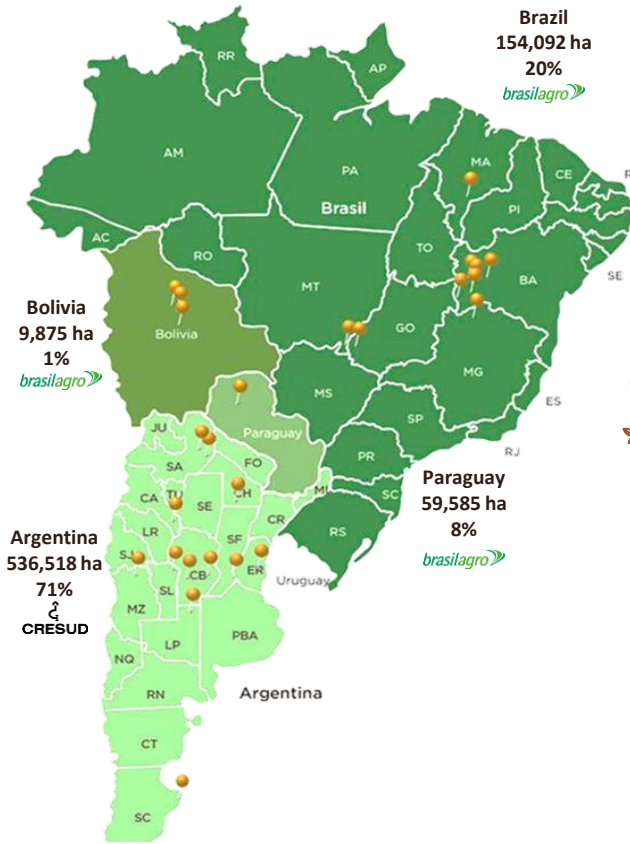 Brazil
154,092 ha
20%
brasilagro
RR
AP
AM
PA
MA
CE
Brasil
PI
AC
RO
TO
SE
MT
BA
Bolivia
9,875 ha
1%
brasilagro
Bolivia
GO
MG
MS
ES
SP
Paraguay
JU
RJ
FO
PR
SA
Paraguay
59,585 ha
8%
brasilagro
CA
TU
SE
CH
SC
CR
Argentina
536,518 ha
71%
CRESUD
LR
SF
RS
SJ
CB
ER
Uruguay
SL
MZ
PBA
LP
NQ
Argentina
RN
CT
SC